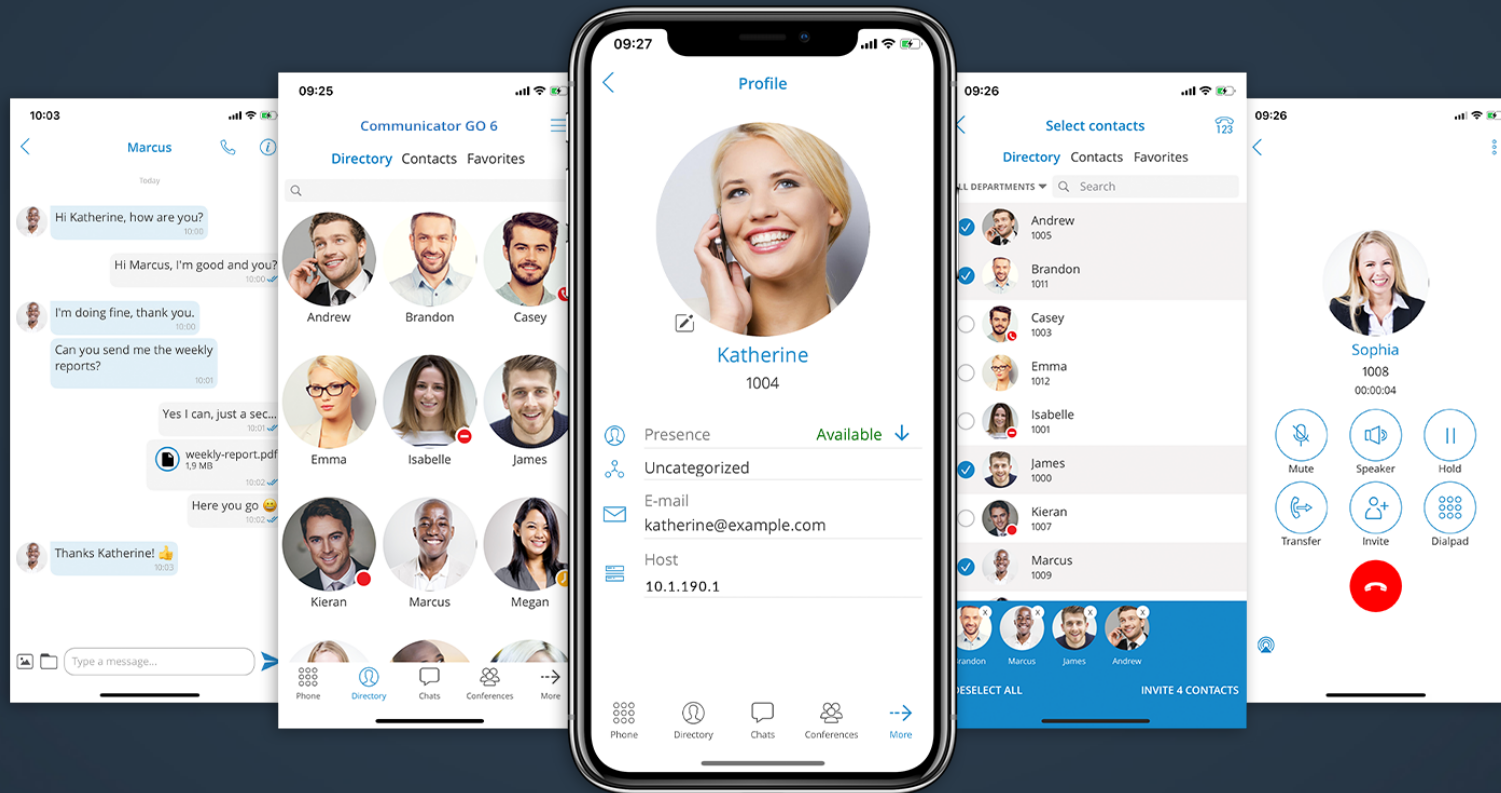 10:03
Marcus
Today
Hi Katherine, how are you?
10:00
Hi Marcus, I'm good and you?
10:00
I'm doing fine, thank you.
10:00
Can you send me the weekly
reports?
10:01
Yes I can, just a sec...
10:01
weekly-report.pdf
1,9 MB
10:02
Here you go 😄
10:02
Thanks Katherine! 👍
10:03
Type a message...
09:25
Communicator GO 6
Directory Contacts Favorites
Andrew Brandon Casey
Emma Isabelle James
Kieran Marcus Megan
Phone Directory Chats Conferences More
09:27
Profile
Katherine
1004
Presence Available
Uncategorized
E-mail
katherine@example.com
Host
10.1.190.1
Phone Directory Chats Conferences More
09:26
Select contacts
123
Directory Contacts Favorites
LL DEPARTMENTS Search
Andrew
1005
Brandon
1011
Casey
1003
Emma
1012
Isabelle
1001
James
1000
Kieran
1007
Marcus
1009
X X X X
randon Marcus James Andrew
DESELECT ALL INVITE 4 CONTACTS
09:26
Sophia
1008
00:00:04
Mute Speaker Hold
Transfer Invite Dialpad